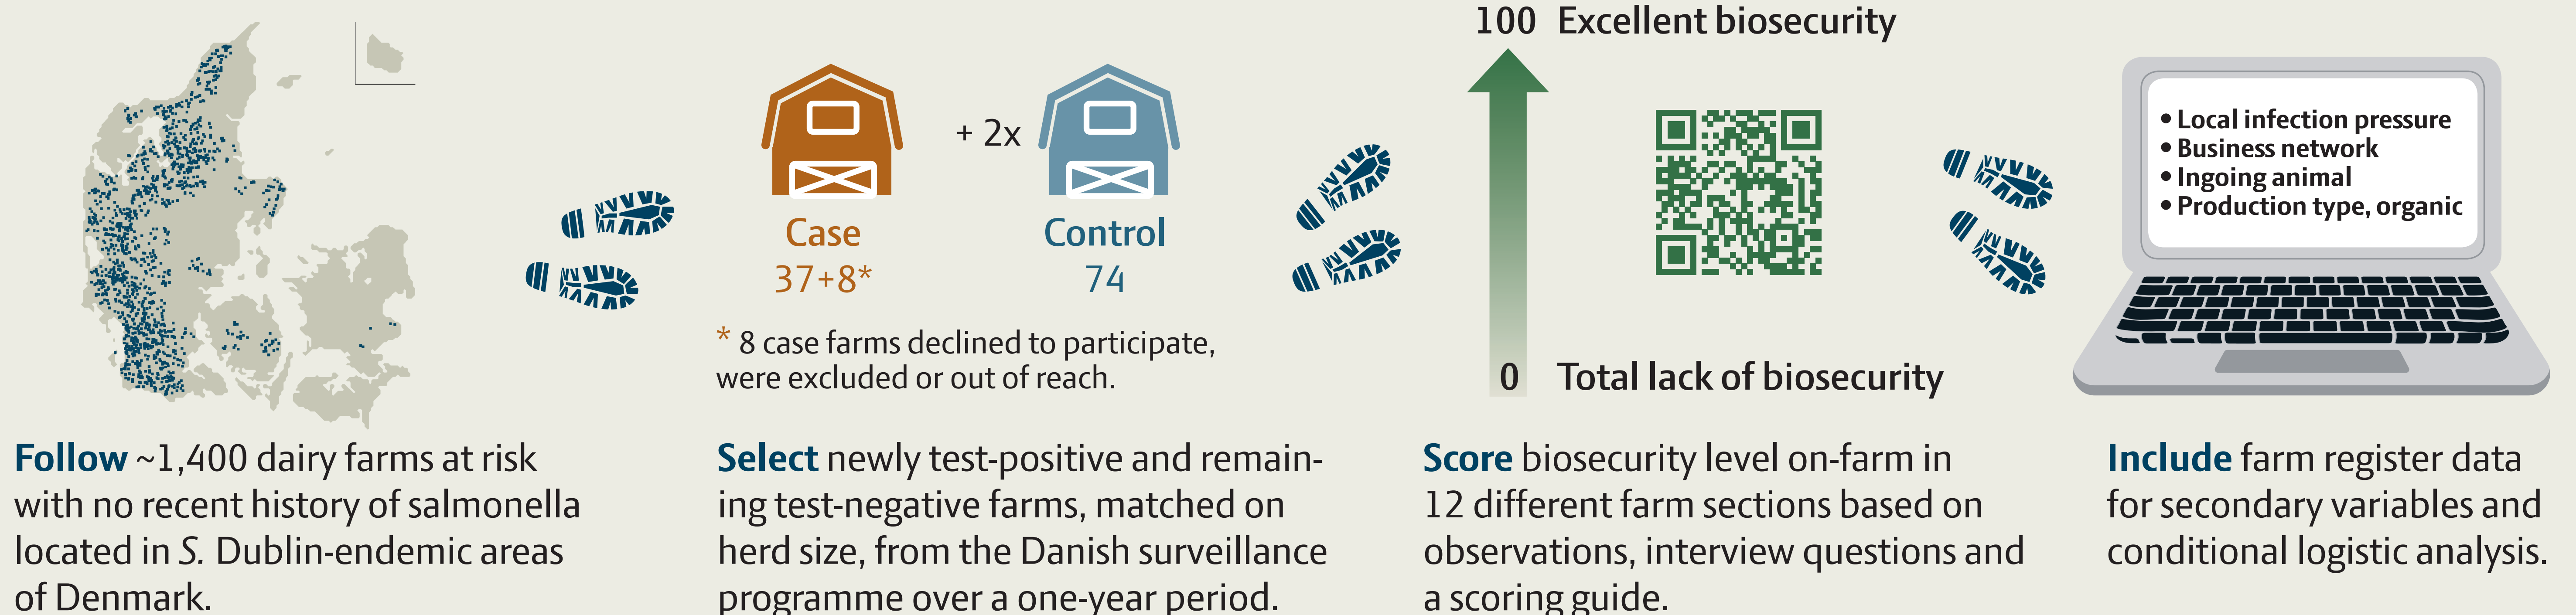 100 Excellent biosecurity
+ 2x
Case
37+8*
Control
74
* 8 case farms declined to participate,
were excluded or out of reach.
0 Total lack of biosecurity
• Local infection pressure
• Business network
• Ingoing animal
• Production type, organic
Follow ~1,400 dairy farms at risk
with no recent history of salmonella
located in S. Dublin-endemic areas
of Denmark.
Select newly test-positive and remain-
ing test-negative farms, matched on
herd size, from the Danish surveillance
programme over a one-year period.
Score biosecurity level on-farm in
12 different farm sections based on
observations, interview questions and
a scoring guide.
Include farm register data
for secondary variables and
conditional logistic analysis.